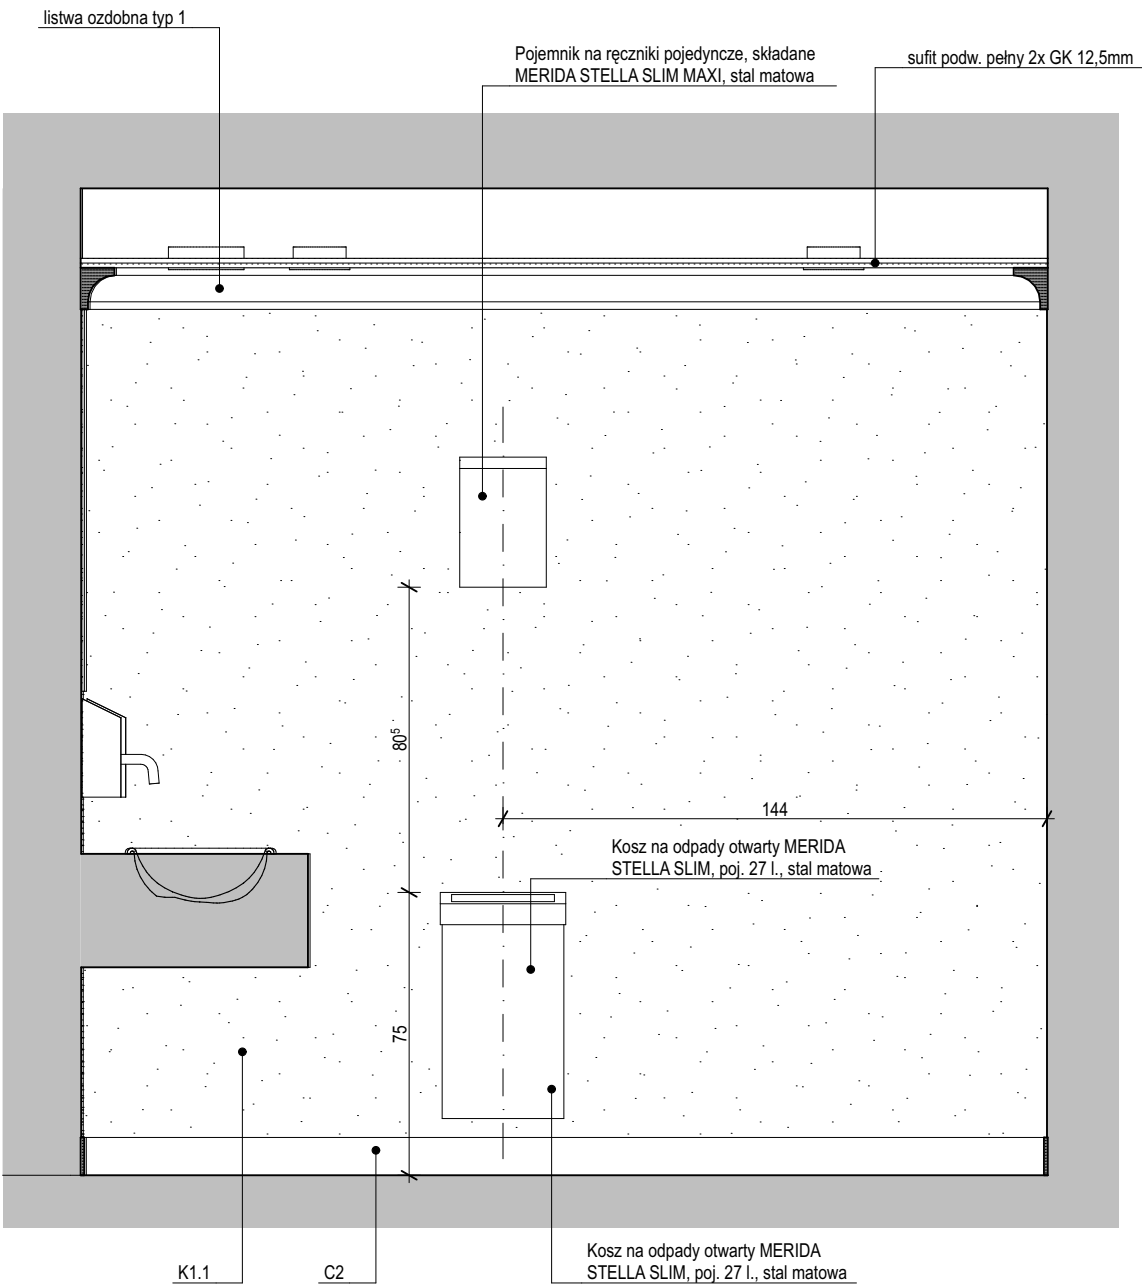 listwa ozdobna typ 1
Pojemnik na ręczniki pojedyncze, składane
MERIDA STELLA SLIM MAXI, stal matowa
sufit podw. pełny 2x GK 12,5mm
80⁵
144
Kosz na odpady otwarty MERIDA
STELLA SLIM, poj. 27 l., stal matowa
75
K1.1
C2
Kosz na odpady otwarty MERIDA
STELLA SLIM, poj. 27 l., stal matowa